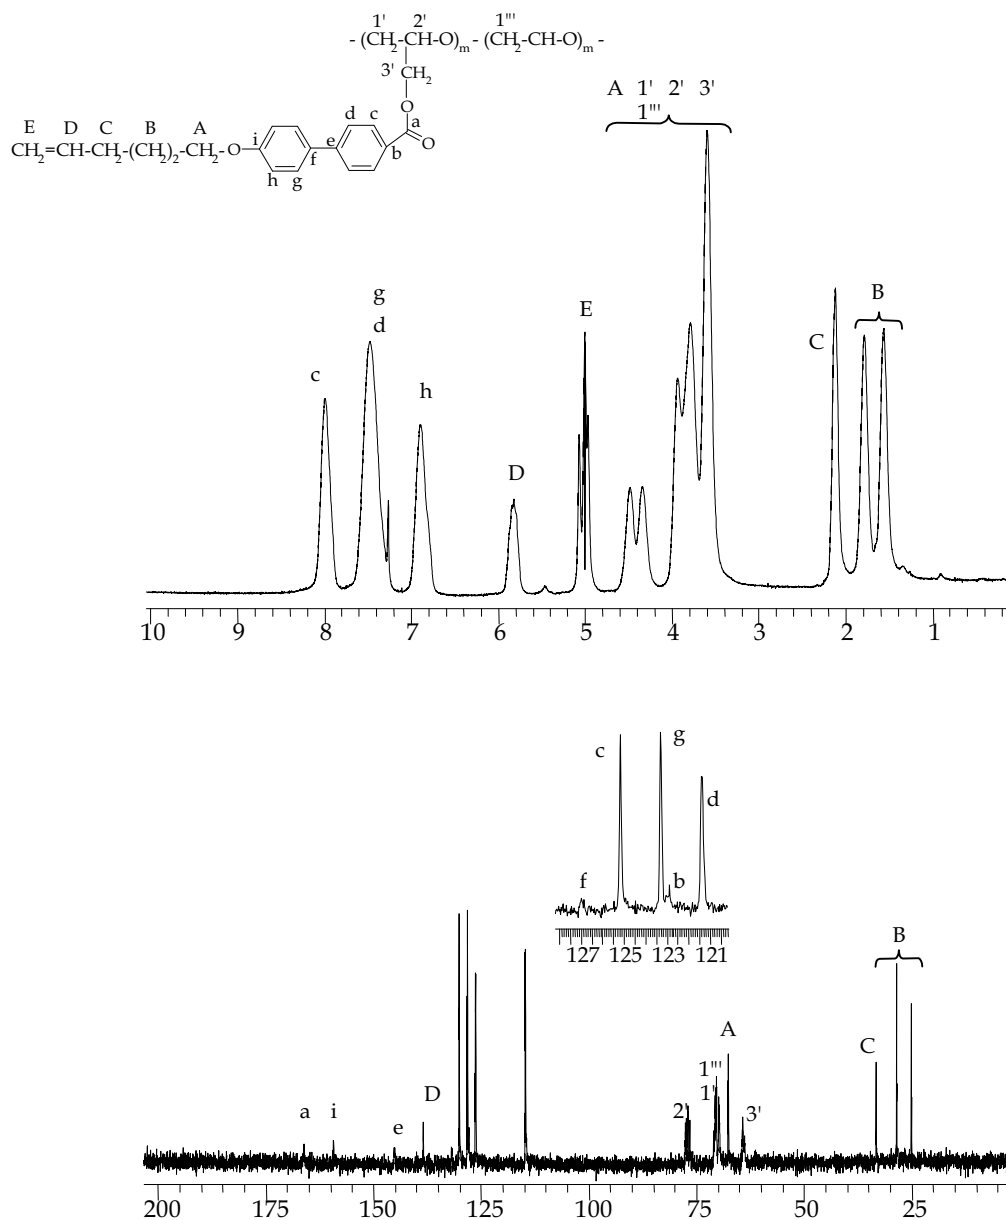 1' 2' 1'''
- (CH2-CH-O)m- (CH2-CH-O)m-
3' CH2
O
d c a
E D C B A i e b O
CH2=CH-CH2-(CH2)2-CH2-O
f
h g
A 1' 2' 3'
1'''
g
d
c
h
D
E
C
B
10 9 8 7 6 5 4 3 2 1
c g
d
f b
127 125 123 121
B
A
C
1'''
1'
2' 3'
D
a i e
200 175 150 125 100 75 50 25